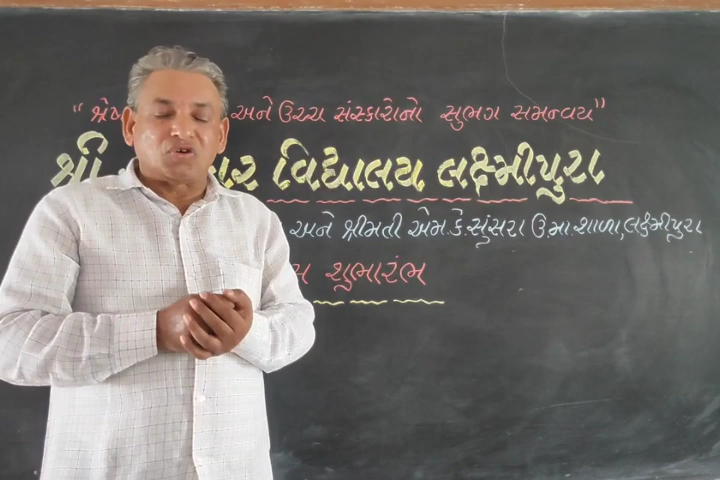 " શ્રેષ્ઠ અને ઉચ્ચ સંસ્કારોનો સુભગ સમન્વય"
શ્રી વિદ્યાલય લક્ષ્મીપુરા
અને શ્રીમતી એમ.કે.સુંસરા ઉ.મા.શાળા,લક્ષ્મીપુરા
શુભારંભ